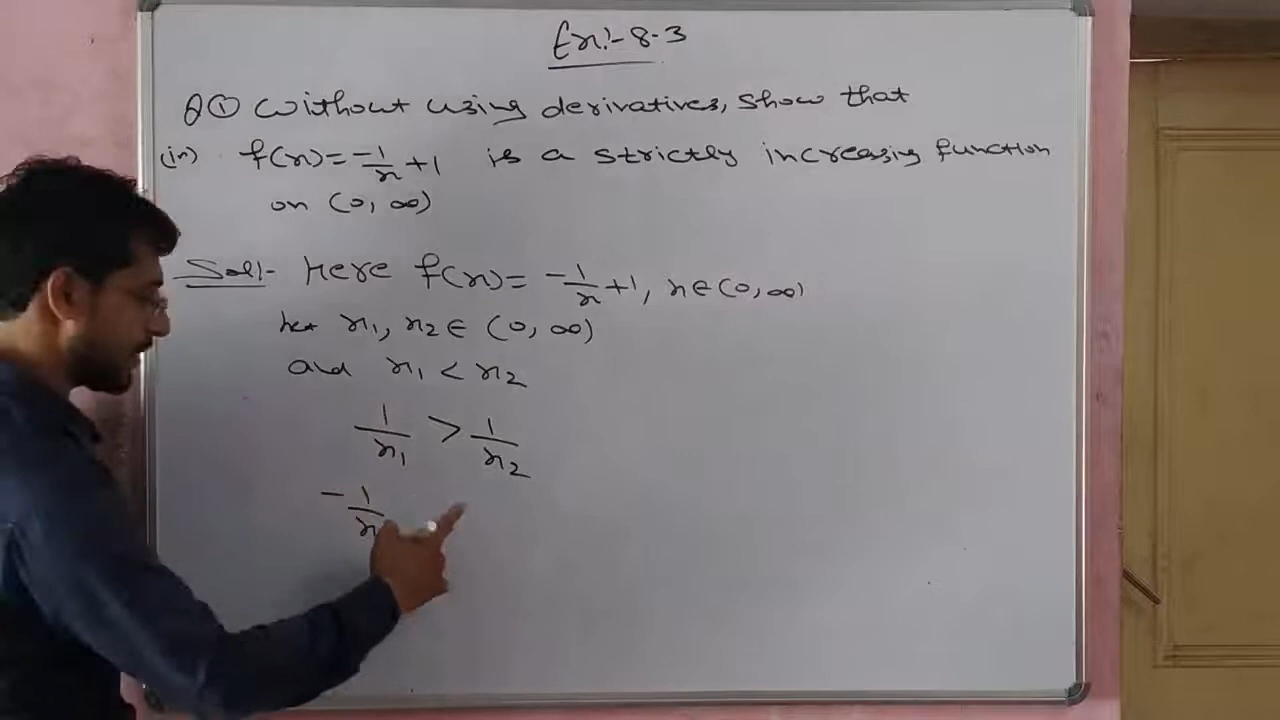 Ex:- 8.3
Q① Without using derivatives, show that
(iv) f(x)= -1/x +1 is a strictly increasing function
on (0, ∞)
Sol:- Here f(x)= -1/x +1, x∈(0, ∞)
Let x₁, x₂ ∈ (0, ∞)
and x₁ < x₂
1/x₁ > 1/x₂
-1/x